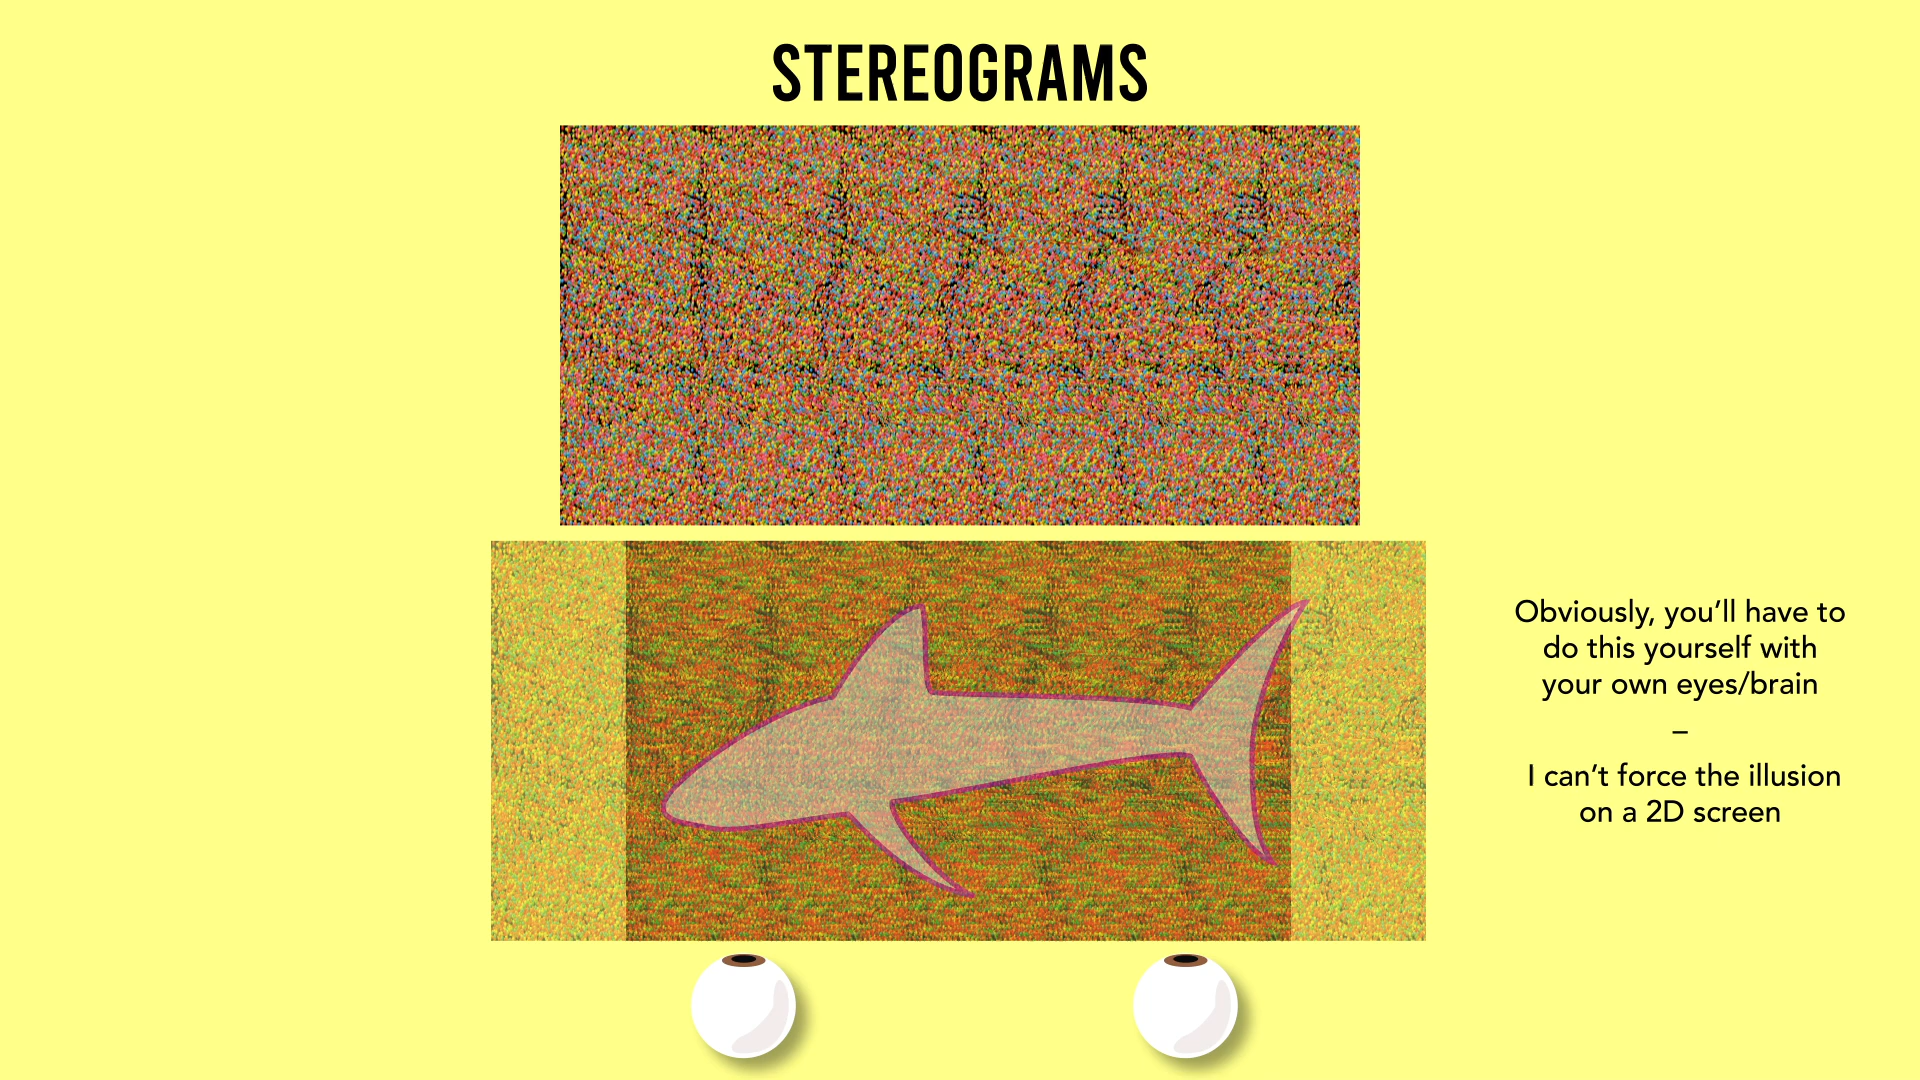 STEREOGRAMS
Obviously, you’ll have to
do this yourself with
your own eyes/brain
–
I can’t force the illusion
on a 2D screen